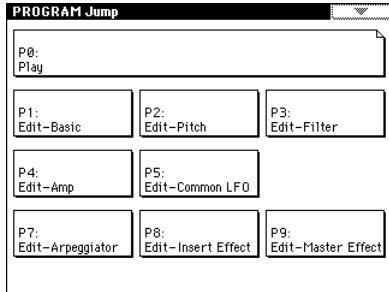 PROGRAM Jump
P0:
Play
P1:
Edit-Basic
P2:
Edit-Pitch
P3:
Edit-Filter
P4:
Edit-Amp
P5:
Edit-Common LFO
P7:
Edit-Arpeggiator
P8:
Edit-Insert Effect
P9:
Edit-Master Effect